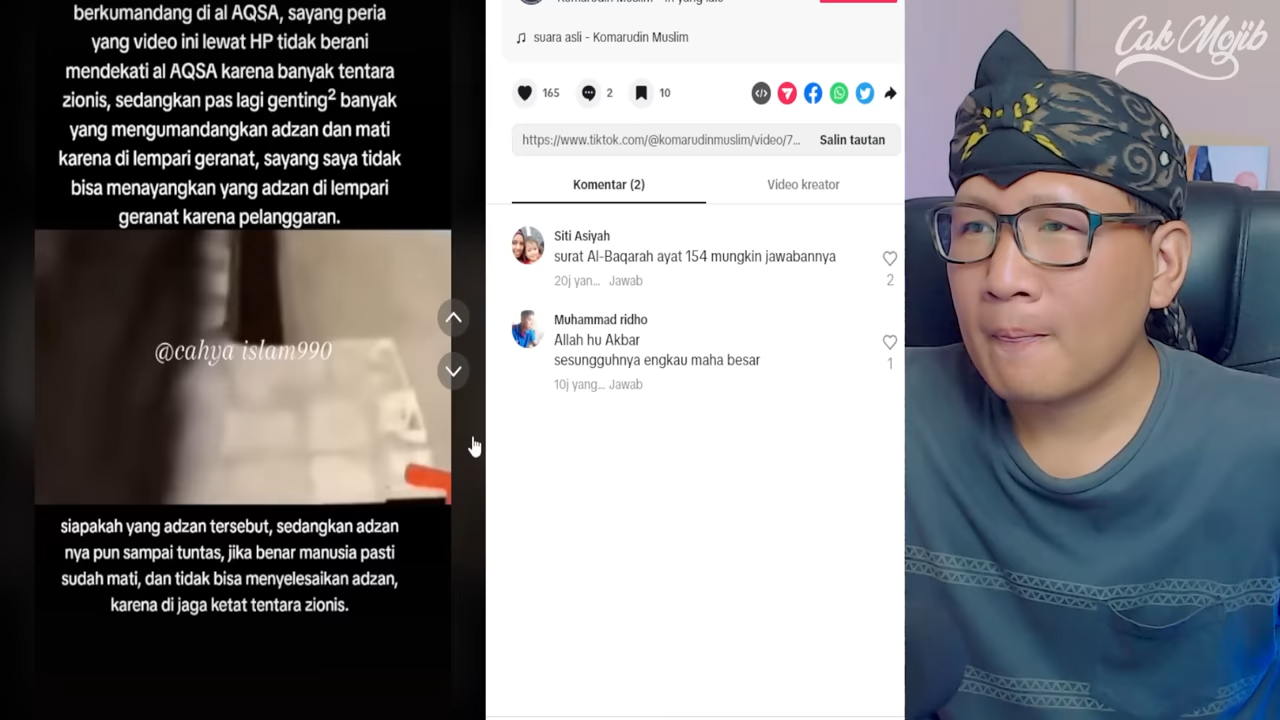 berkumandang di al AQSA, sayang peria
yang video ini lewat HP tidak berani
mendekati al AQSA karena banyak tentara
zionis, sedangkan pas lagi genting² banyak
yang mengumandangkan adzan dan mati
karena di lempari geranat, sayang saya tidak
bisa menayangkan yang adzan di lempari
geranat karena pelanggaran.
@cahya islam990
siapakah yang adzan tersebut, sedangkan adzan
nya pun sampai tuntas, jika benar manusia pasti
sudah mati, dan tidak bisa menyelesaikan adzan,
karena di jaga ketat tentara zionis.
suara asli - Komarudin Muslim
165
2
10
https://www.tiktok.com/@komarudinmuslim/video/7...
Salin tautan
Komentar (2)
Video kreator
Siti Asiyah
surat Al-Baqarah ayat 154 mungkin jawabannya
20j yan... Jawab
2
Muhammad ridho
Allah hu Akbar
sesungguhnya engkau maha besar
10j yang... Jawab
1
Cak Mojib